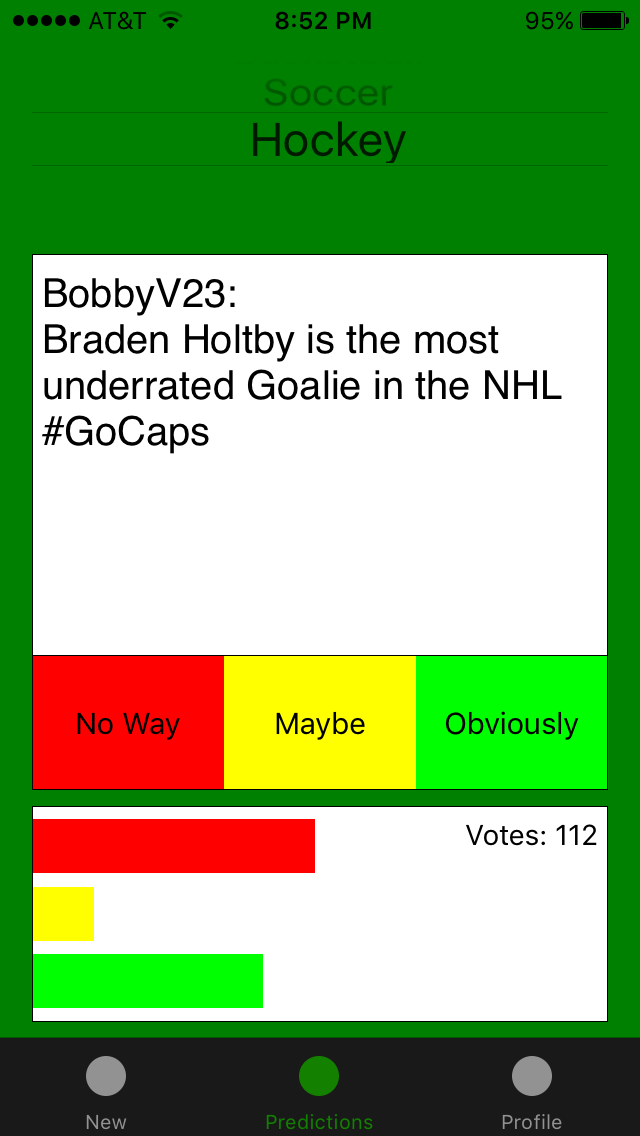 AT&T 8:52 PM 95%
Soccer
Hockey
BobbyV23:
Braden Holtby is the most
underrated Goalie in the NHL
#GoCaps
No Way Maybe Obviously
Votes: 112
New Predictions Profile